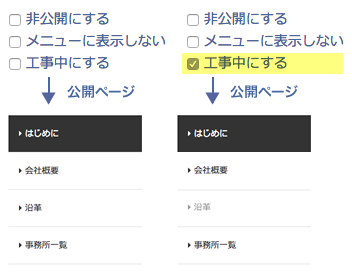 非公開にする
メニューに表示しない
工事中にする
公開ページ
はじめに
会社概要
沿革
事務所一覧
非公開にする
メニューに表示しない
工事中にする
公開ページ
はじめに
会社概要
沿革
事務所一覧